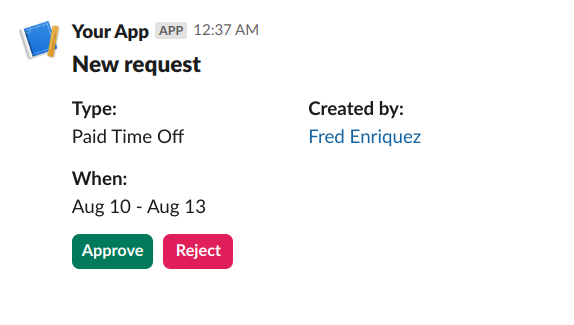 Your App APP 12:37 AM
New request
Type:
Paid Time Off
Created by:
Fred Enriquez
When:
Aug 10 - Aug 13
Approve
Reject